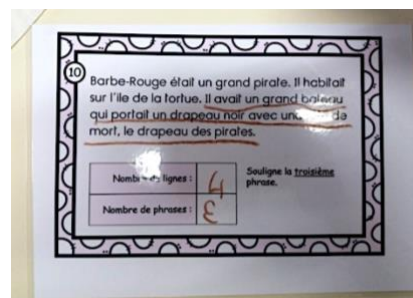 10
Barbe-Rouge était un grand pirate. Il habitait
sur l'île de la tortue. Il avait un grand bateau
qui portait un drapeau noir avec de
mort, le drapeau des pirates.
Nombre de lignes : 4
Nombre de phrases : 3
Souligne la troisième
phrase.